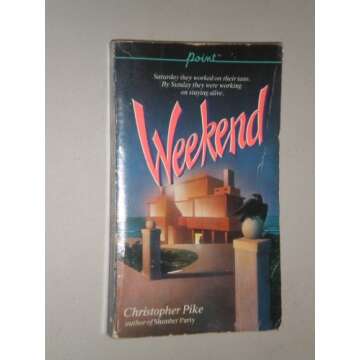 point™
Saturday they worked on their tans.
By Sunday they were working
on staying alive.
Weekend
Christopher Pike
author of Slumber Party